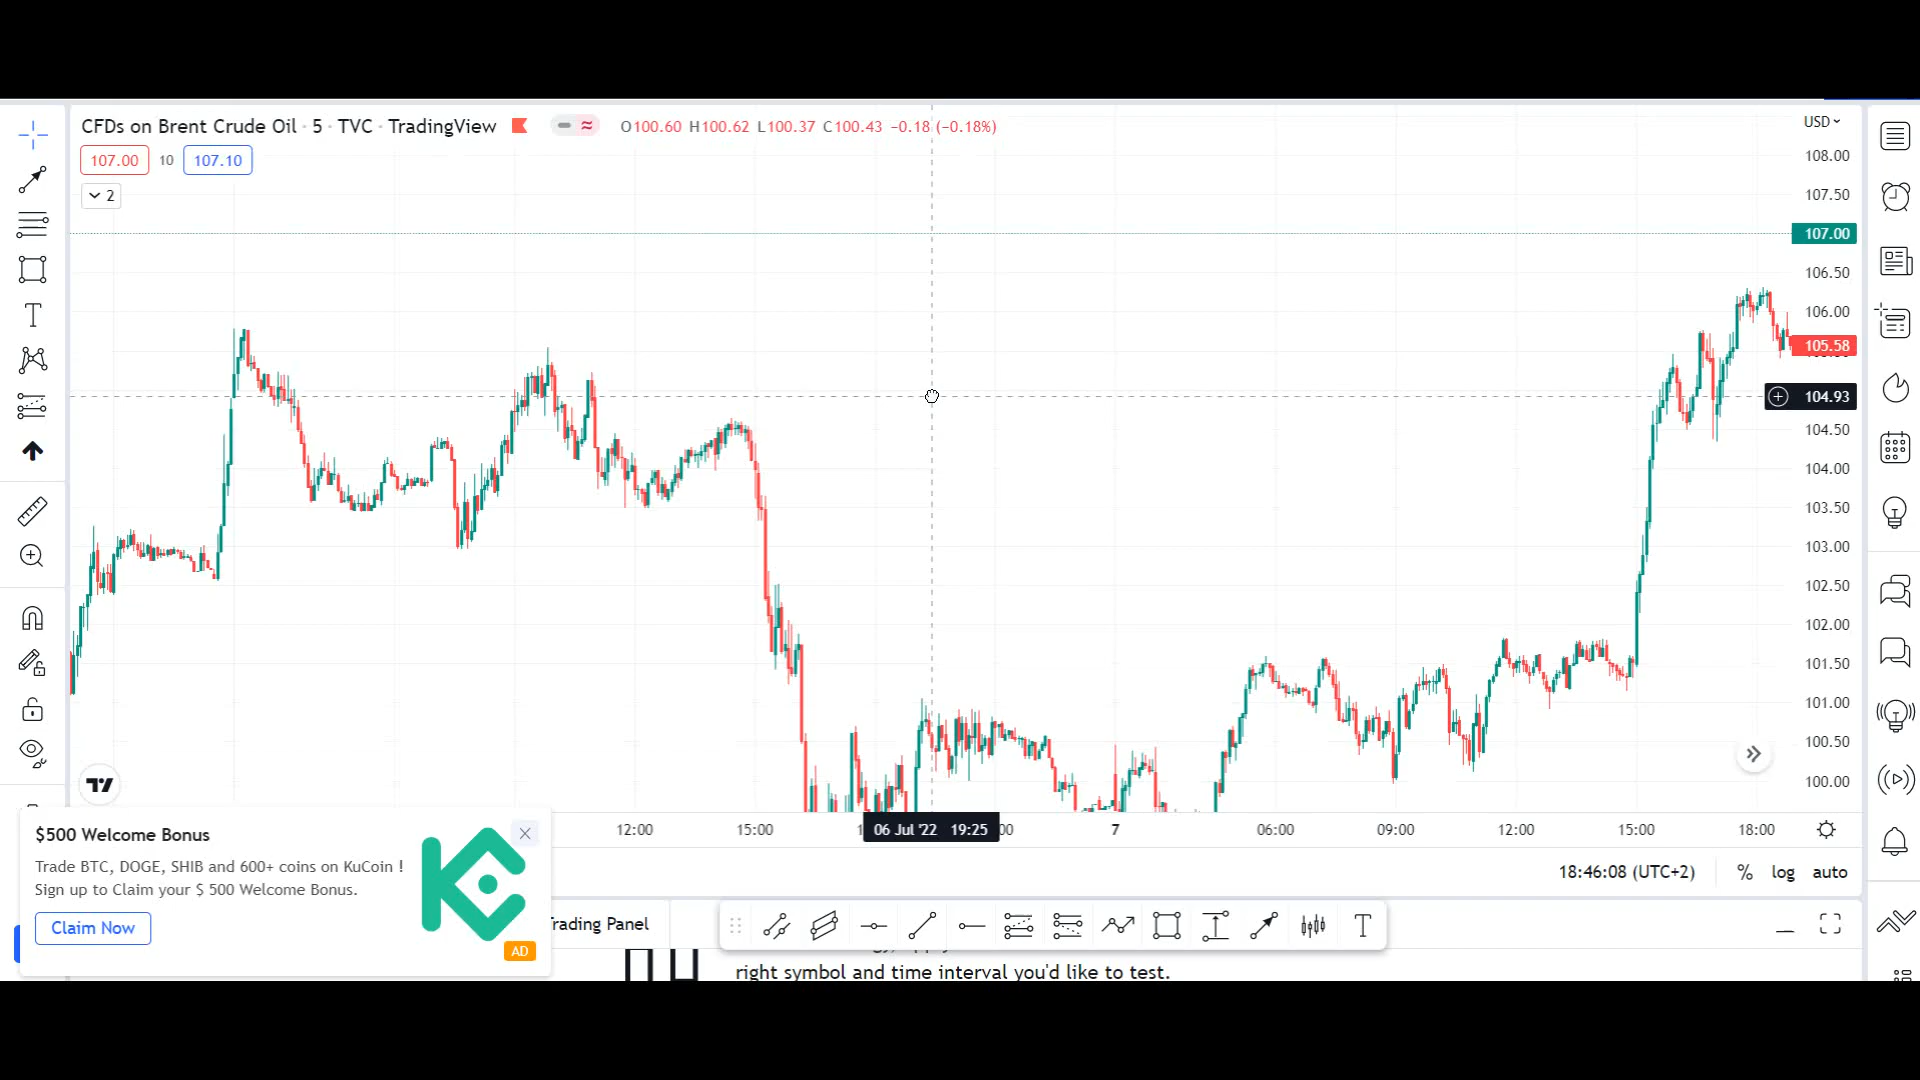 CFDs on Brent Crude Oil · 5 · TVC · TradingView O100.60 H100.62 L100.37 C100.43 −0.18 (−0.18%)
USD
107.00 10 107.10
2
108.00
107.50
107.00
106.50
106.00
105.58
104.93
104.50
104.00
103.50
103.00
102.50
102.00
101.50
101.00
100.50
100.00
12:00 15:00 06 Jul '22 19:25 7 06:00 09:00 12:00 15:00 18:00
18:46:08 (UTC+2) % log auto
$500 Welcome Bonus
Trade BTC, DOGE, SHIB and 600+ coins on KuCoin !
Sign up to Claim your $ 500 Welcome Bonus.
Claim Now
AD
rading Panel
right symbol and time interval you'd like to test.